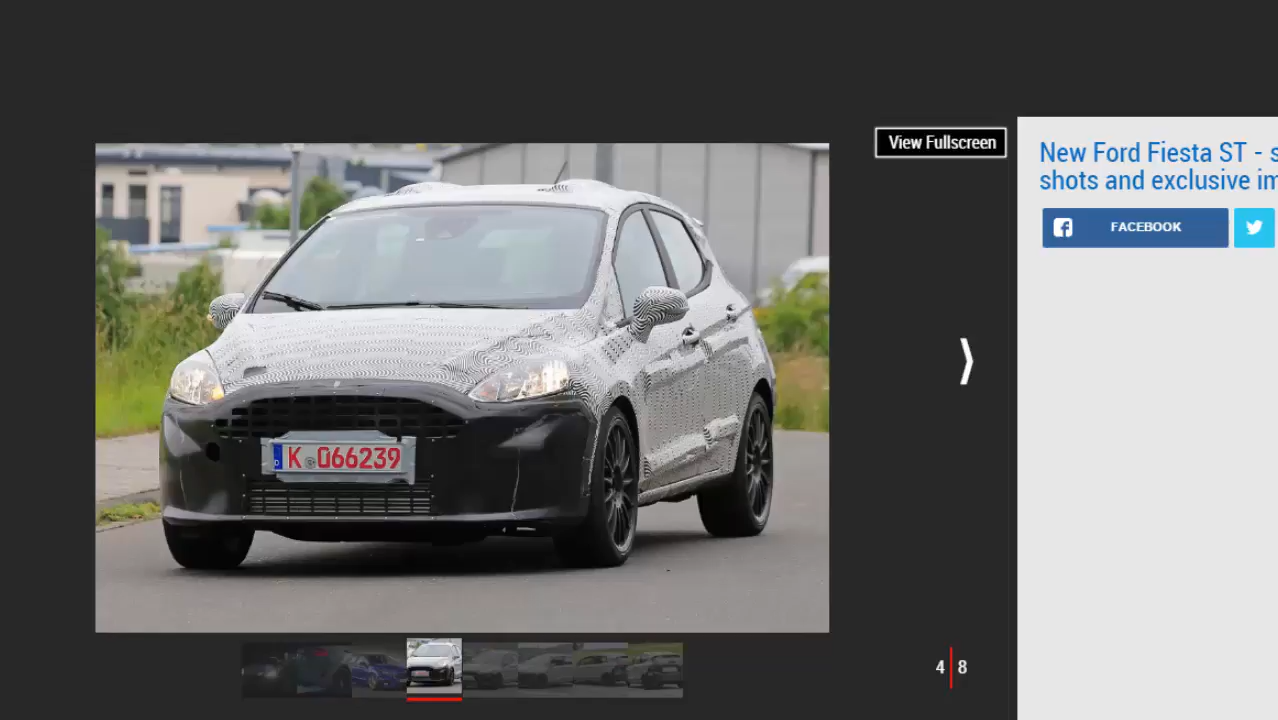 View Fullscreen
New Ford Fiesta ST - s
shots and exclusive im
FACEBOOK
K 066239
D
4 8